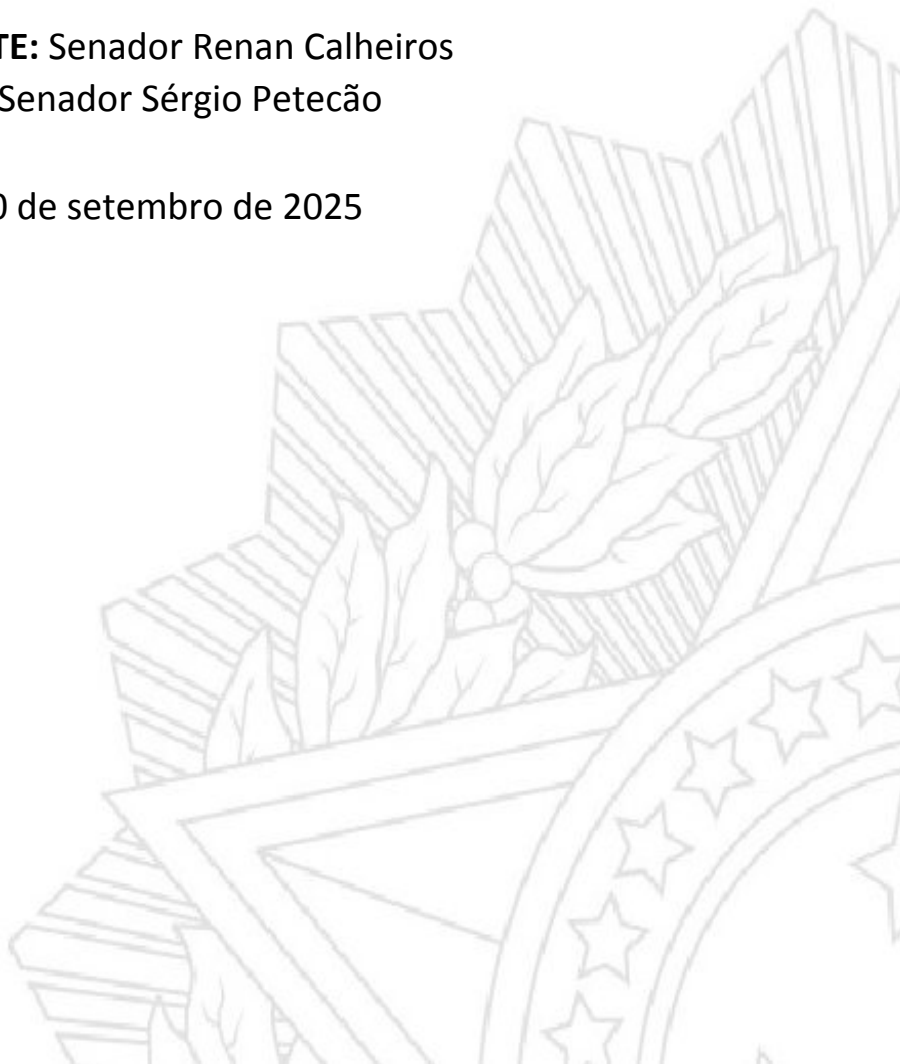 TE: Senador Renan Calheiros
Senador Sérgio Petecão
0 de setembro de 2025